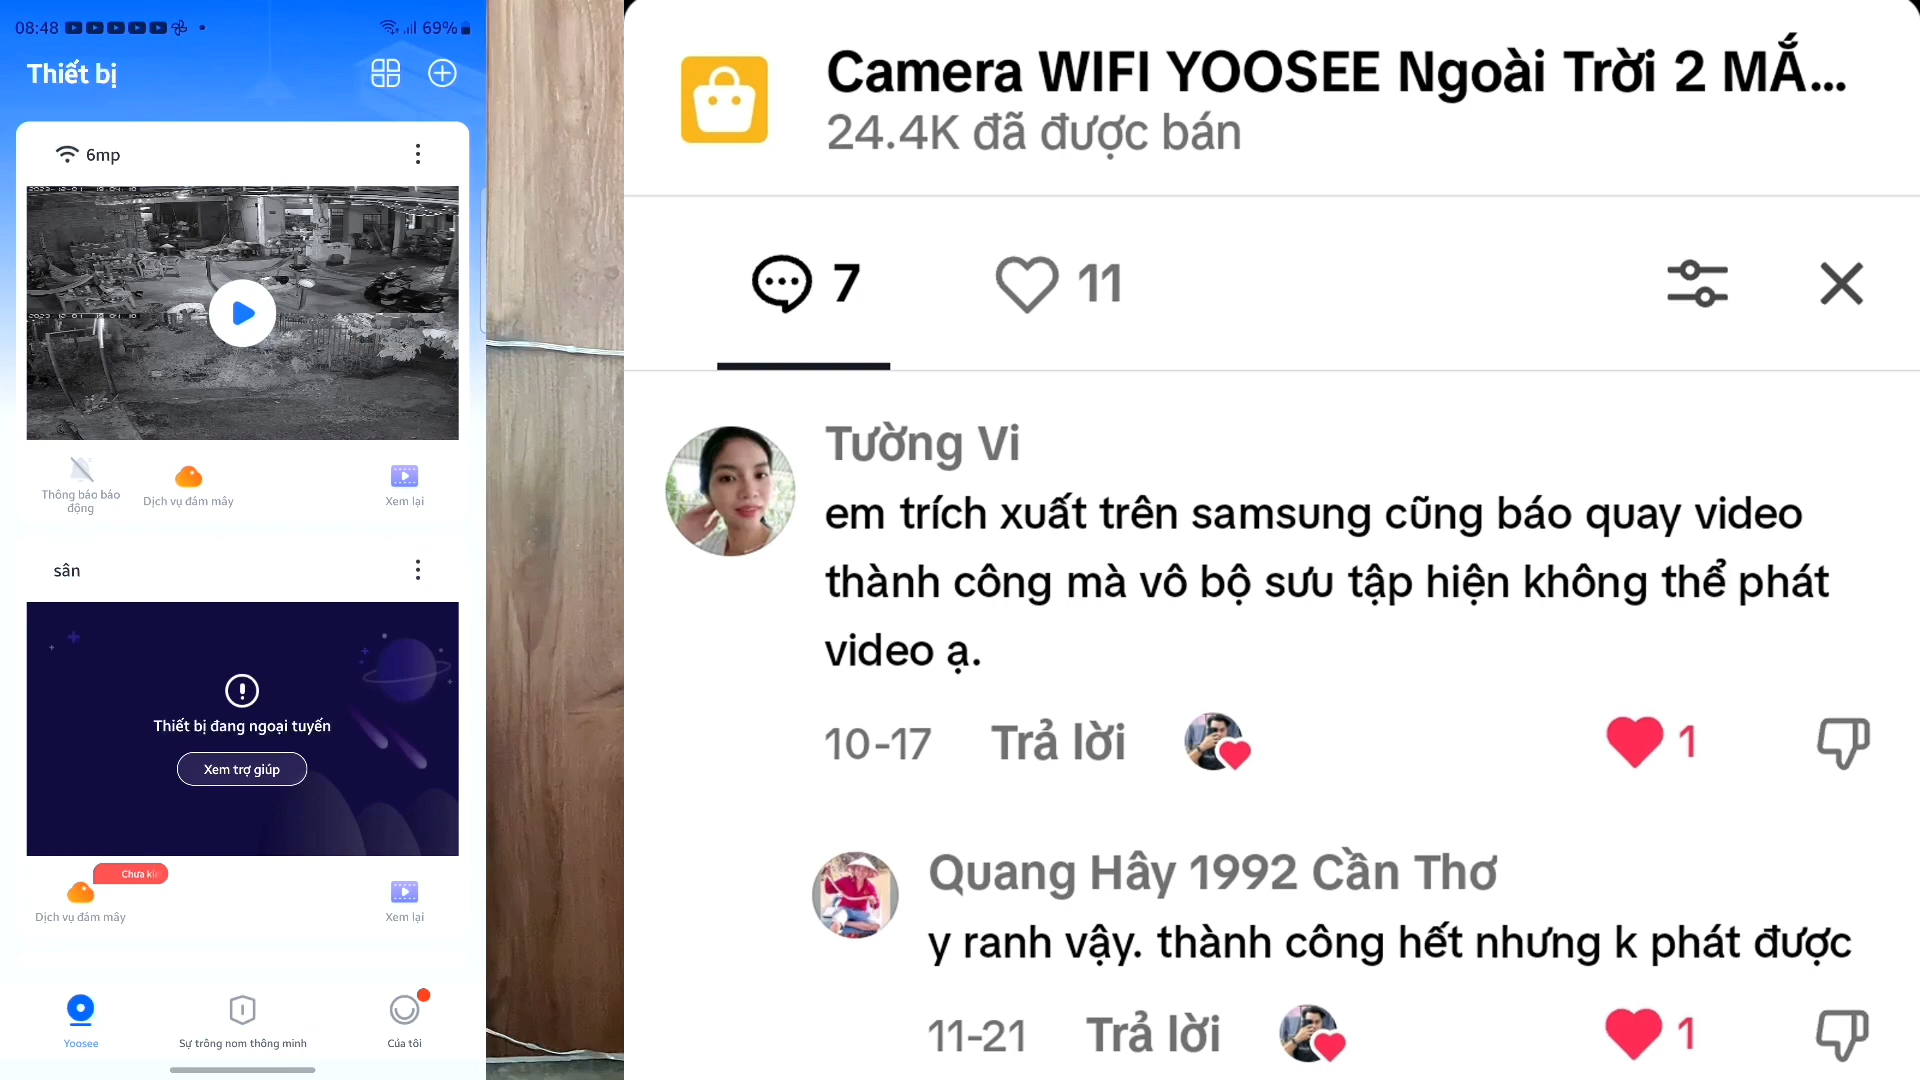 08:48
69%
Thiết bị
6mp
Thông báo báo
động
Dịch vụ đám mây
Xem lại
sân
Thiết bị đang ngoại tuyến
Xem trợ giúp
Dịch vụ đám mây
Xem lại
Yoosee
Sự trông nom thông minh
Của tôi
Camera WIFI YOOSEE Ngoài Trời 2 MẮ...
24.4K đã được bán
7
11
Tường Vi
em trích xuất trên samsung cũng báo quay video
thành công mà vô bộ sưu tập hiện không thể phát
video ạ.
10-17 Trả lời
1
Quang Hây 1992 Cần Thơ
y ranh vậy. thành công hết nhưng k phát được
11-21 Trả lời
1